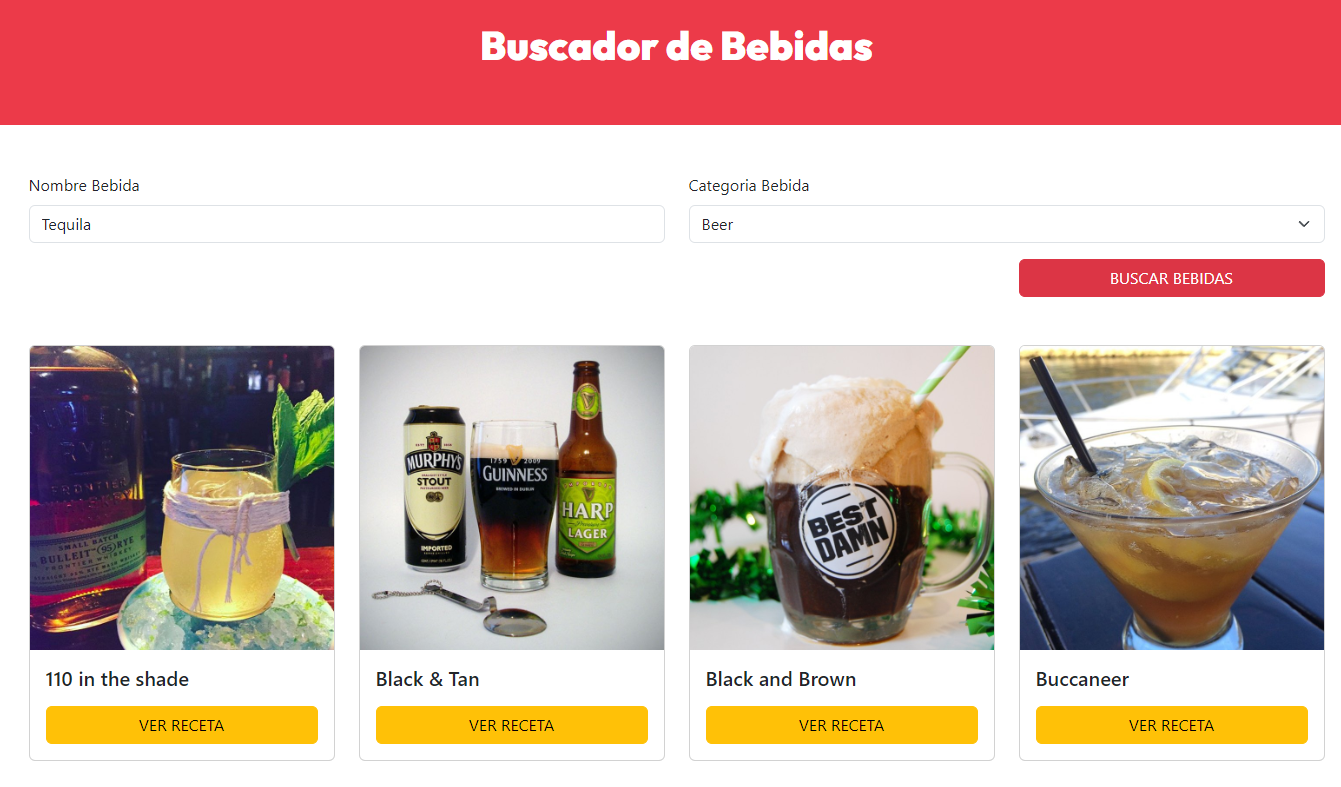 Buscador de Bebidas
Nombre Bebida
Categoria Bebida
Tequila
Beer
BUSCAR BEBIDAS
SMALL BATCH
BULLEIT 95 RYE
FRONTIER WHISKEY
MURPHY'S
STOUT
IMPORTED
1759 2009
GUINNESS
BREWED IN DUBLIN
HARP
LAGER
BEST
DAMN
110 in the shade
Black & Tan
Black and Brown
Buccaneer
VER RECETA
VER RECETA
VER RECETA
VER RECETA